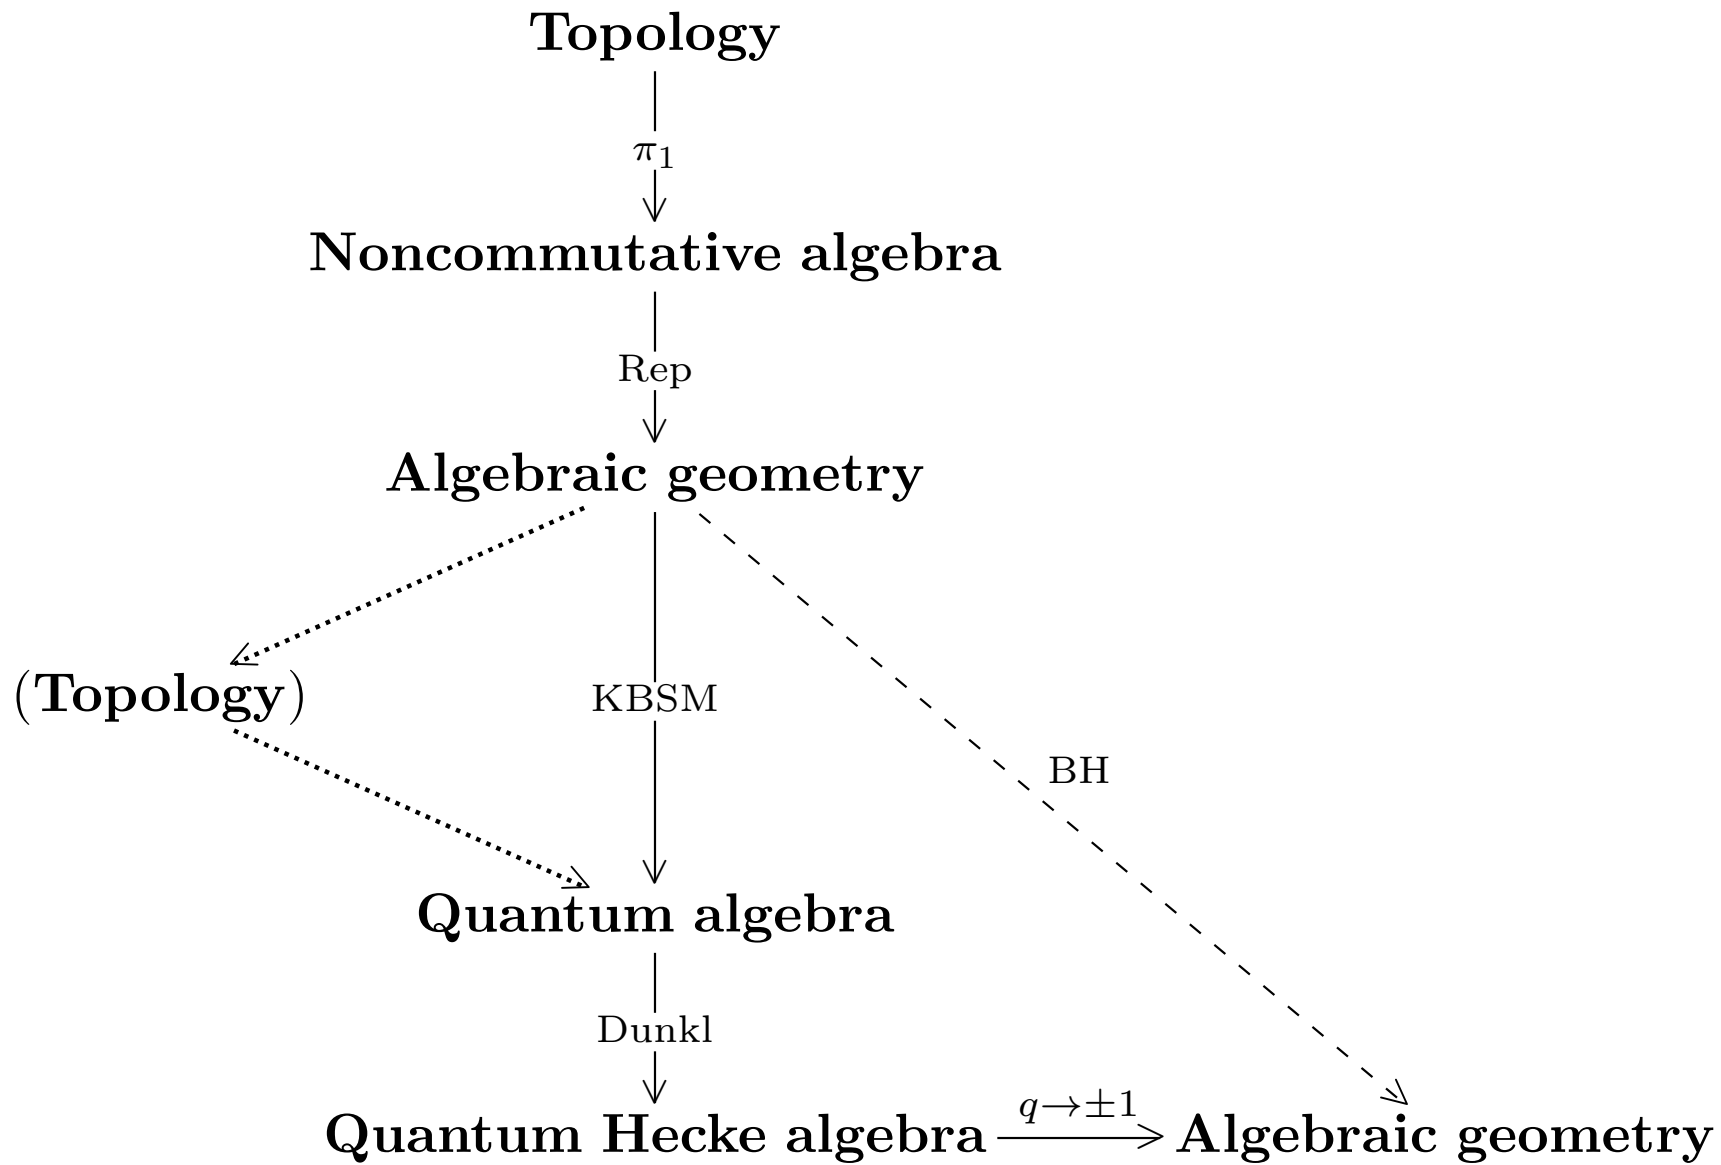 Topology
π₁
Noncommutative algebra
Rep
Algebraic geometry
(Topology)
KBSM
BH
Quantum algebra
Dunkl
q→±1
Quantum Hecke algebra
Algebraic geometry